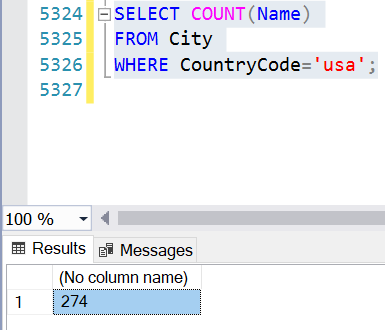 5324 SELECT COUNT(Name)
5325 FROM City
5326 WHERE CountryCode='usa';
5327
100 %
Results Messages
(No column name)
1 274